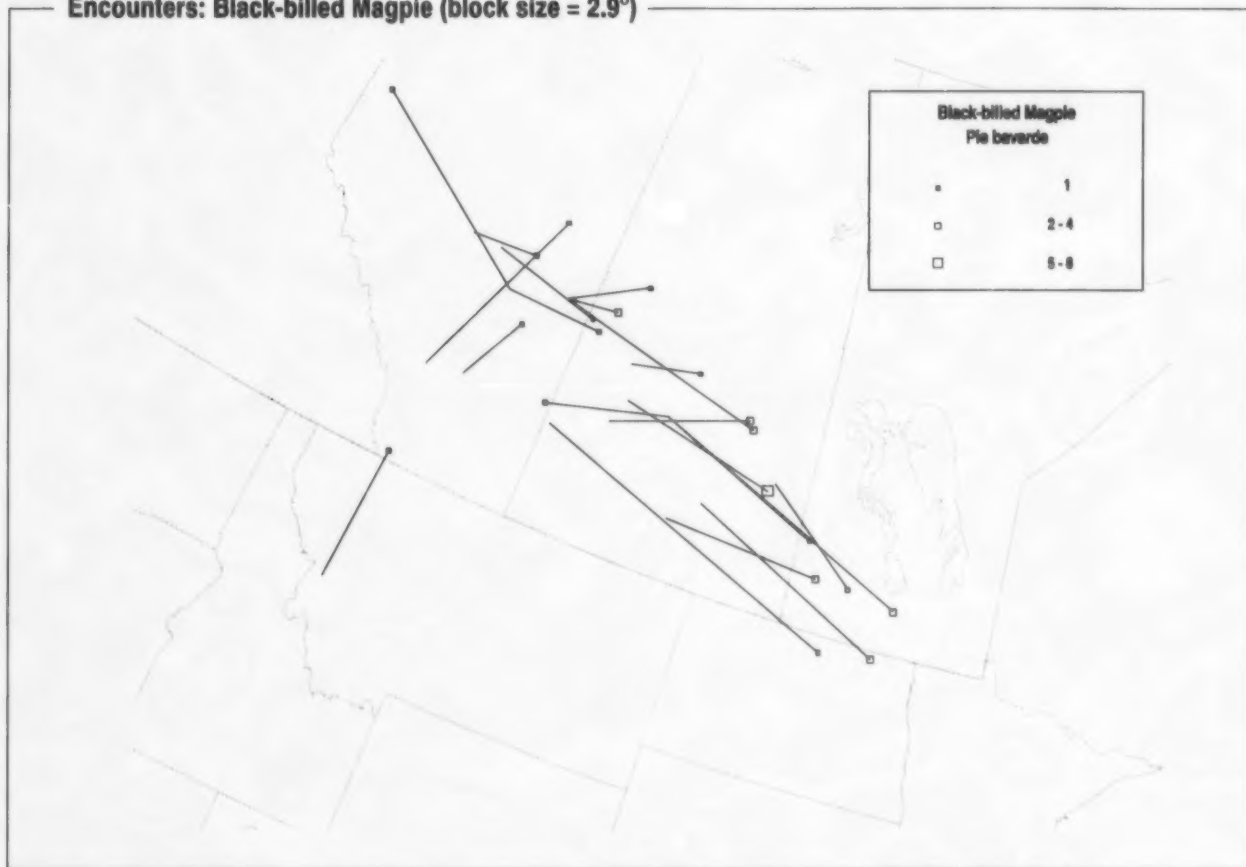 Encounters: Black-billed Magpie (block size = 2.9°)
Black-billed Magpie
Pie bavarde
1
2 - 4
5 - 8